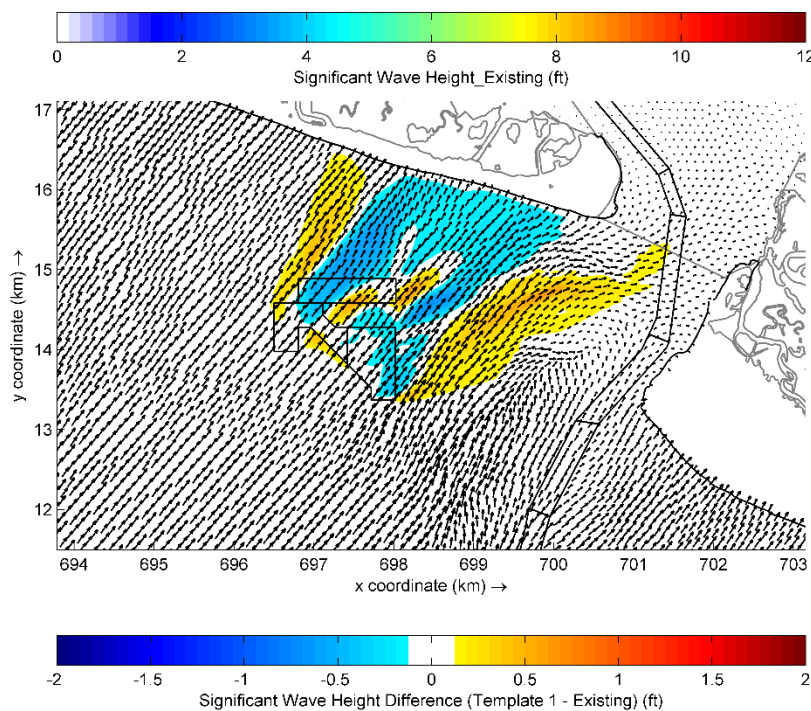 0 2 4 6 8 10 12
Significant Wave Height_Existing (ft)
17
16
15
14
13
12
y coordinate (km) →
694 695 696 697 698 699 700 701 702 703
x coordinate (km) →
-2 -1.5 -1 -0.5 0 0.5 1 1.5 2
Significant Wave Height Difference (Template 1 - Existing) (ft)